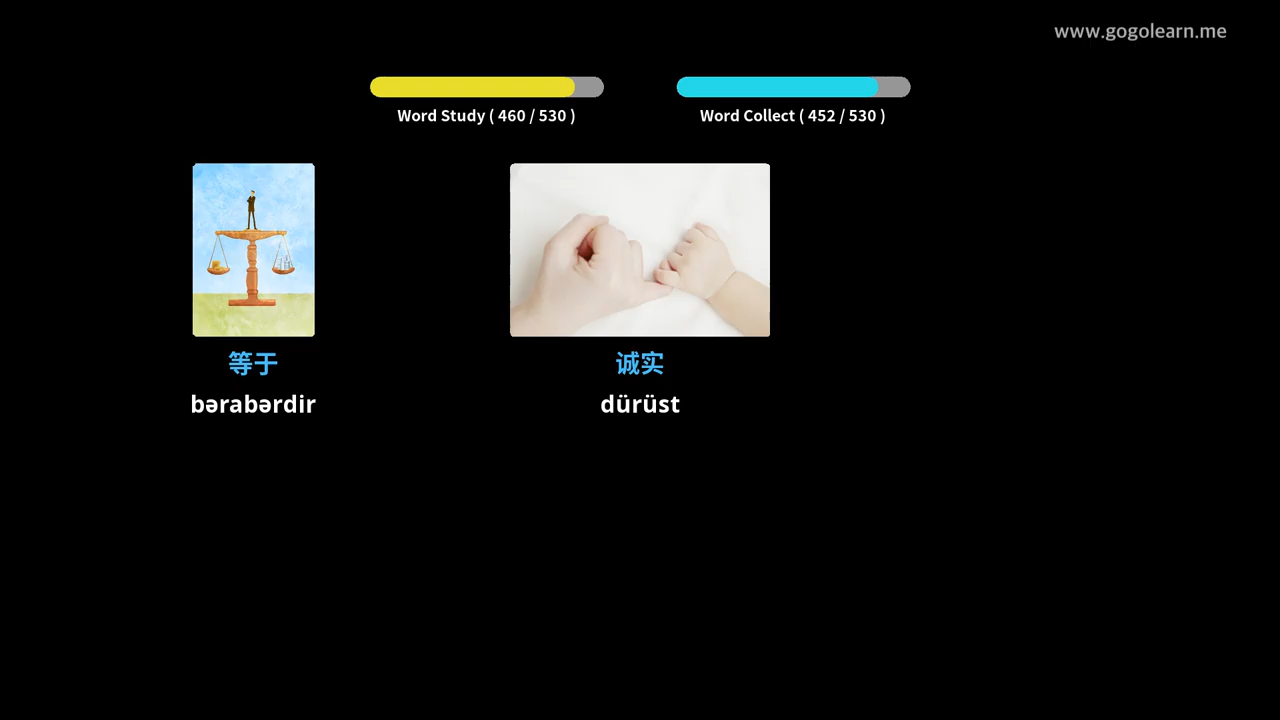 www.gogolearn.me
Word Study ( 460 / 530 )
Word Collect ( 452 / 530 )
等于
bərabərdir
诚实
dürüst